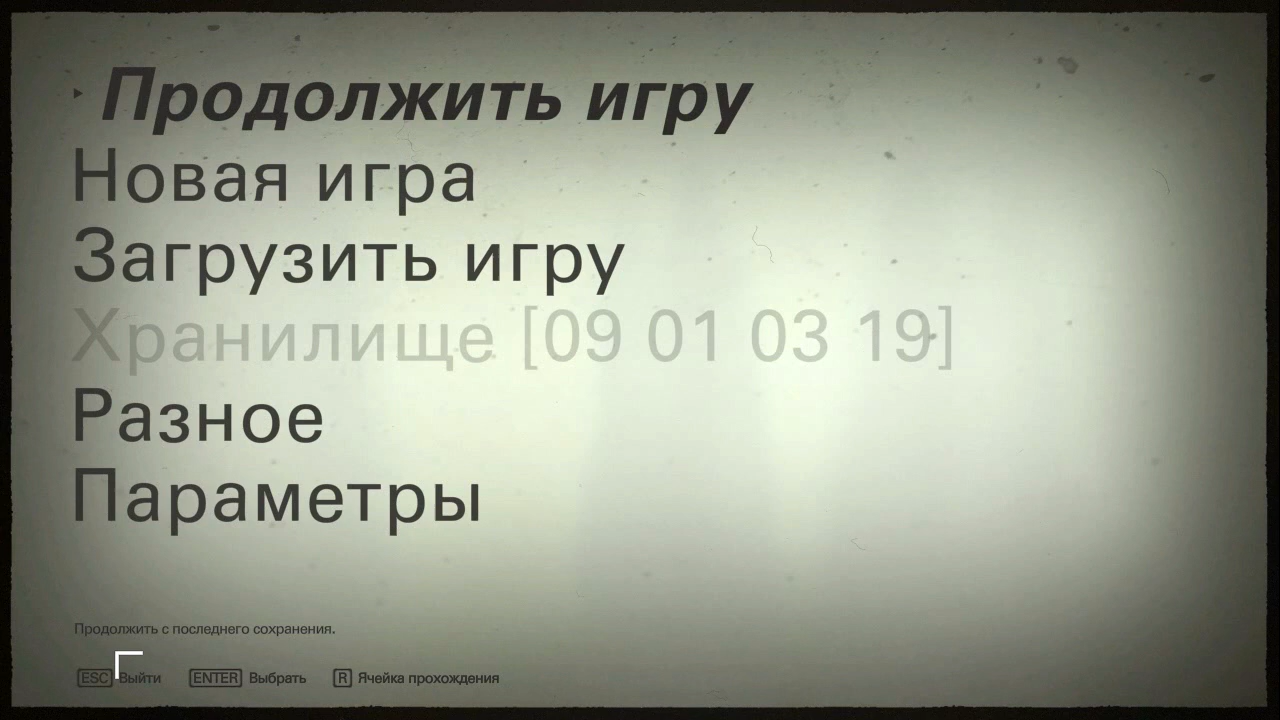 Продолжить игру
Новая игра
Загрузить игру
Хранилище [09 01 03 19]
Разное
Параметры
Продолжить с последнего сохранения.
ESC Выйти ENTER Выбрать R Ячейка прохождения